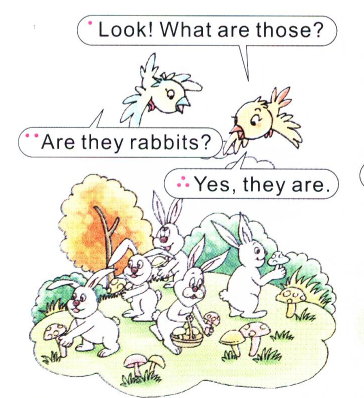 Look! What are those?
Are they rabbits?
Yes, they are.